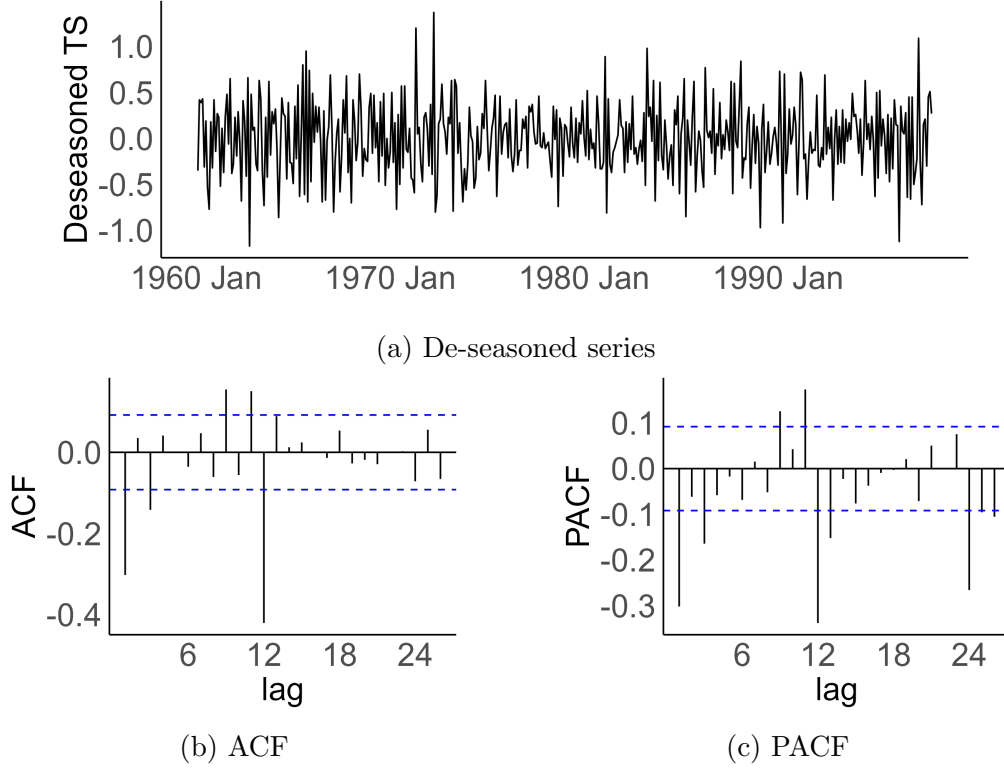 Deseasoned TS
1.0
0.5
0.0
-0.5
-1.0
1960 Jan 1970 Jan 1980 Jan 1990 Jan
(a) De-seasoned series
ACF
0.0
-0.2
-0.4
6 12 18 24
lag
(b) ACF
PACF
0.1
0.0
-0.1
-0.2
-0.3
6 12 18 24
lag
(c) PACF